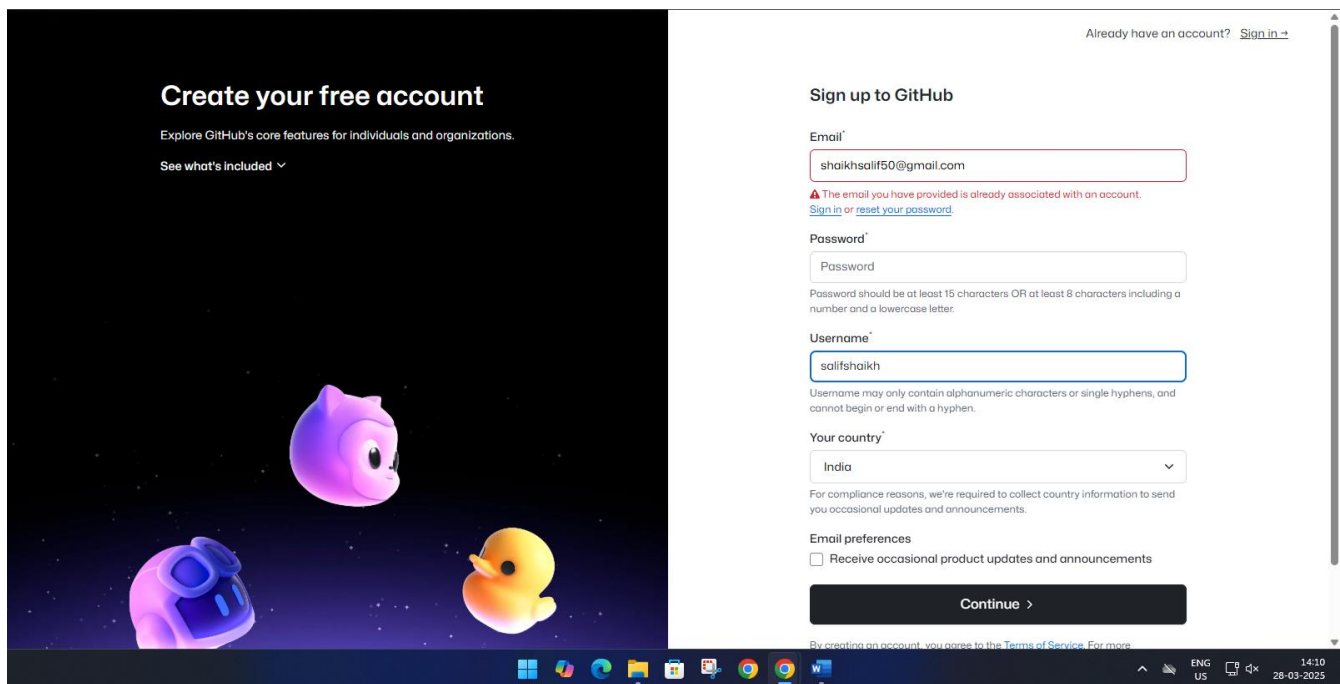 Already have an account? Sign in →
Create your free account
Explore GitHub's core features for individuals and organizations.
See what's included
Sign up to GitHub
Email*
shaikhsalif50@gmail.com
The email you have provided is already associated with an account.
Sign in or reset your password.
Password*
Password
Password should be at least 15 characters OR at least 8 characters including a
number and a lowercase letter.
Username*
salifshaikh
Username may only contain alphanumeric characters or single hyphens, and
cannot begin or end with a hyphen.
Your country*
India
For compliance reasons, we're required to collect country information to send
you occasional updates and announcements.
Email preferences
Receive occasional product updates and announcements
Continue >
By creating an account, you agree to the Terms of Service. For more
W
ENG
US
14:10
28-03-2025